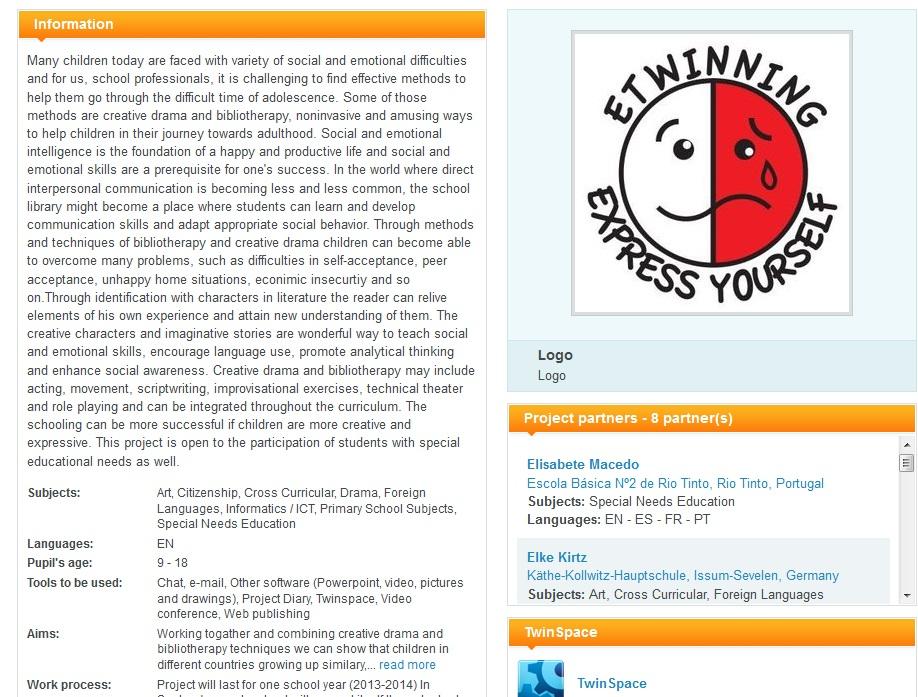 Information
Many children today are faced with variety of social and emotional difficulties
and for us, school professionals, it is challenging to find effective methods to
help them go through the difficult time of adolescence. Some of those
methods are creative drama and bibliotherapy, noninvasive and amusing ways
to help children in their journey towards adulthood. Social and emotional
intelligence is the foundation of a happy and productive life and social and
emotional skills are a prerequisite for one's success. In the world where direct
interpersonal communication is becoming less and less common, the school
library might become a place where students can learn and develop
communication skills and adapt appropriate social behavior. Through methods
and techniques of bibliotherapy and creative drama children can become able
to overcome many problems, such as difficulties in self-acceptance, peer
acceptance, unhappy home situations, econimic insecurtiy and so
on.Through identification with characters in literature the reader can relive
elements of his own experience and attain new understanding of them. The
creative characters and imaginative stories are wonderful way to teach social
and emotional skills, encourage language use, promote analytical thinking
and enhance social awareness. Creative drama and bibliotherapy may include
acting, movement, scriptwriting, improvisational exercises, technical theater
and role playing and can be integrated throughout the curriculum. The
schooling can be more successful if children are more creative and
expressive. This project is open to the participation of students with special
educational needs as well.
Subjects: Art, Citizenship, Cross Curricular, Drama, Foreign
Languages, Informatics / ICT, Primary School Subjects,
Special Needs Education
Languages: EN
Pupil's age: 9 - 18
Tools to be used: Chat, e-mail, Other software (Powerpoint, video, pictures
and drawings), Project Diary, Twinspace, Video
conference, Web publishing
Aims: Working togather and combining creative drama and
bibliotherapy techniques we can show that children in
different countries growing up similary,... read more
Work process: Project will last for one school year (2013-2014) In
ETWINNING
EXPRESS YOURSELF
Logo
Logo
Project partners - 8 partner(s)
Elisabete Macedo
Escola Básica Nº2 de Rio Tinto, Rio Tinto, Portugal
Subjects: Special Needs Education
Languages: EN - ES - FR - PT
Elke Kirtz
Käthe-Kollwitz-Hauptschule, Issum-Sevelen, Germany
Subjects: Art, Cross Curricular, Foreign Languages
TwinSpace
TwinSpace